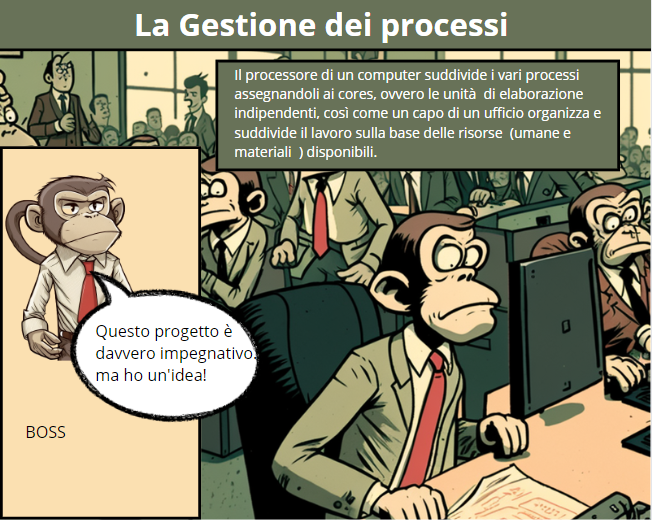 La Gestione dei processi
Il processore di un computer suddivide i vari processi
assegnandoli ai cores, ovvero le unità di elaborazione
indipendenti, così come un capo di un ufficio organizza e
suddivide il lavoro sulla base delle risorse (umane e
materiali ) disponibili.
Questo progetto è
davvero impegnativo.
ma ho un'idea!
BOSS